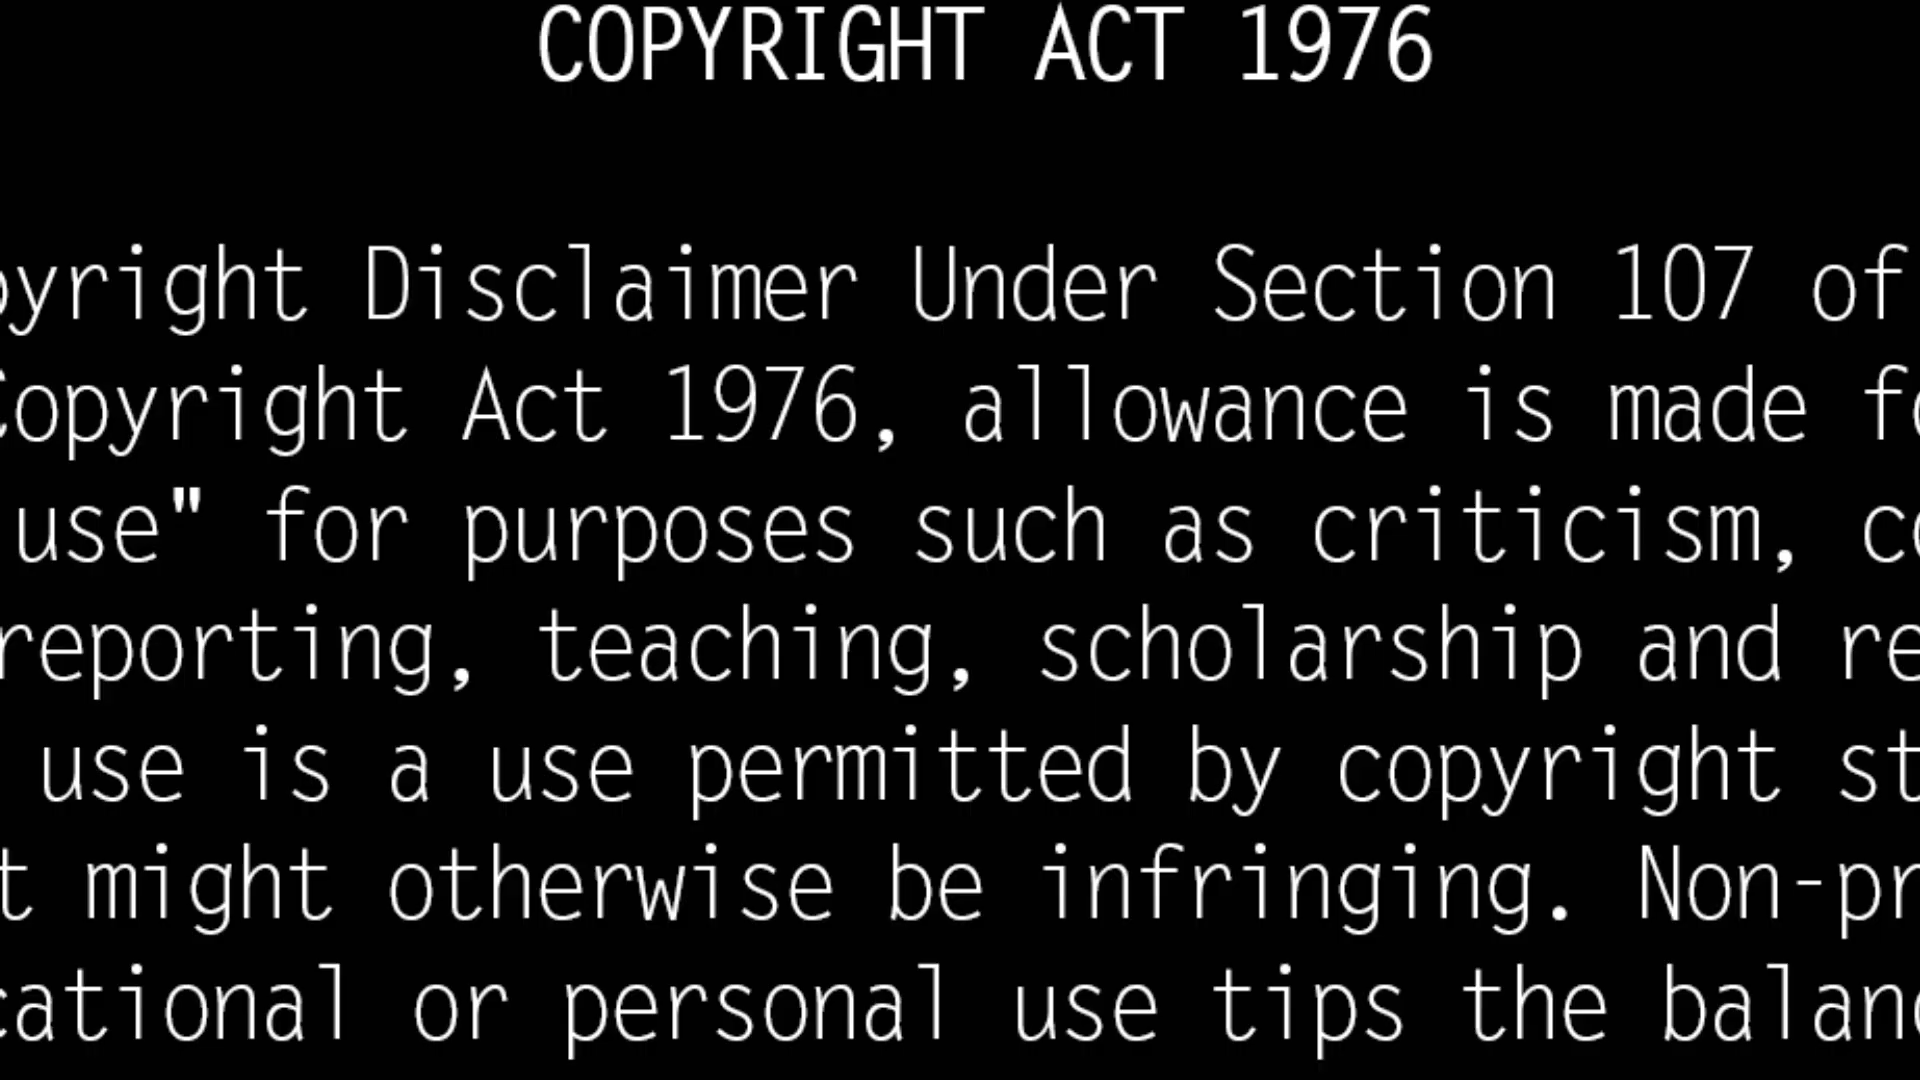 COPYRIGHT ACT 1976
pyright Disclaimer Under Section 107 of
Copyright Act 1976, allowance is made fo
use" for purposes such as criticism, co
reporting, teaching, scholarship and re
use is a use permitted by copyright st
t might otherwise be infringing. Non-pr
cational or personal use tips the balanc